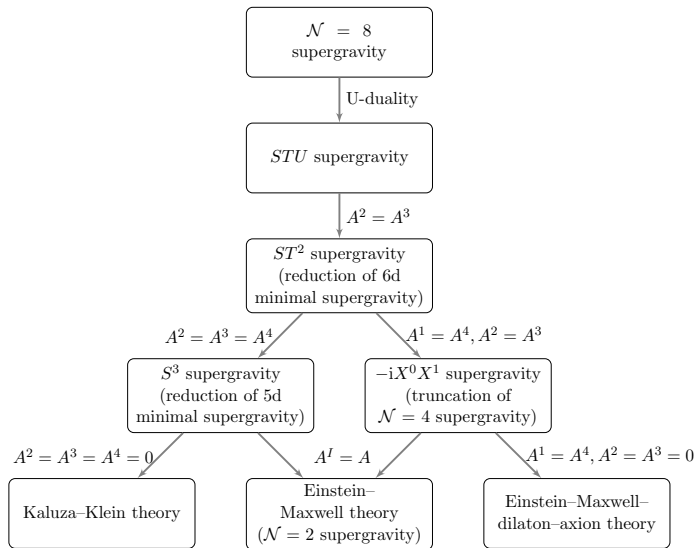 𝒩 = 8
supergravity
U-duality
STU supergravity
A² = A³
ST² supergravity
(reduction of 6d
minimal supergravity)
A² = A³ = A⁴
A¹ = A⁴, A² = A³
S³ supergravity
(reduction of 5d
minimal supergravity)
−iX⁰X¹ supergravity
(truncation of
𝒩 = 4 supergravity)
A² = A³ = A⁴ = 0
Aᴵ = A
A¹ = A⁴, A² = A³ = 0
Kaluza–Klein theory
Einstein–
Maxwell theory
(𝒩 = 2 supergravity)
Einstein–Maxwell–
dilaton–axion theory